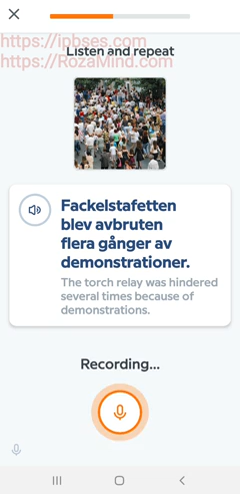 https://ipbses.com
Listen and repeat
https://RozaMind.com
Fackelstafetten
blev avbruten
flera gånger av
demonstrationer.
The torch relay was hindered
several times because of
demonstrations.
Recording...